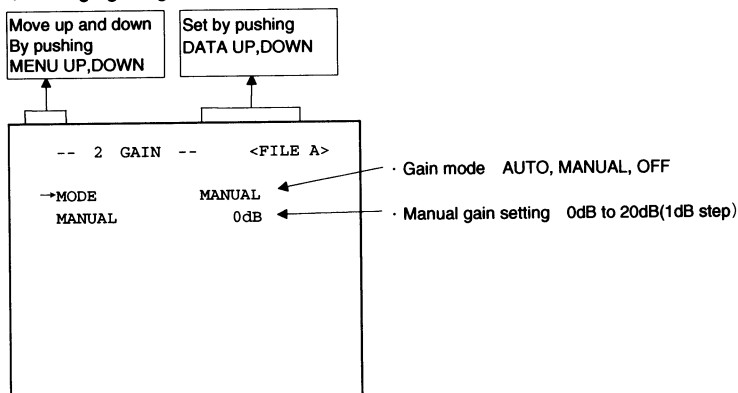 Move up and down
By pushing
MENU UP,DOWN
Set by pushing
DATA UP,DOWN
-- 2 GAIN -- <FILE A>
→MODE MANUAL
MANUAL 0dB
· Gain mode AUTO, MANUAL, OFF
· Manual gain setting 0dB to 20dB(1dB step)